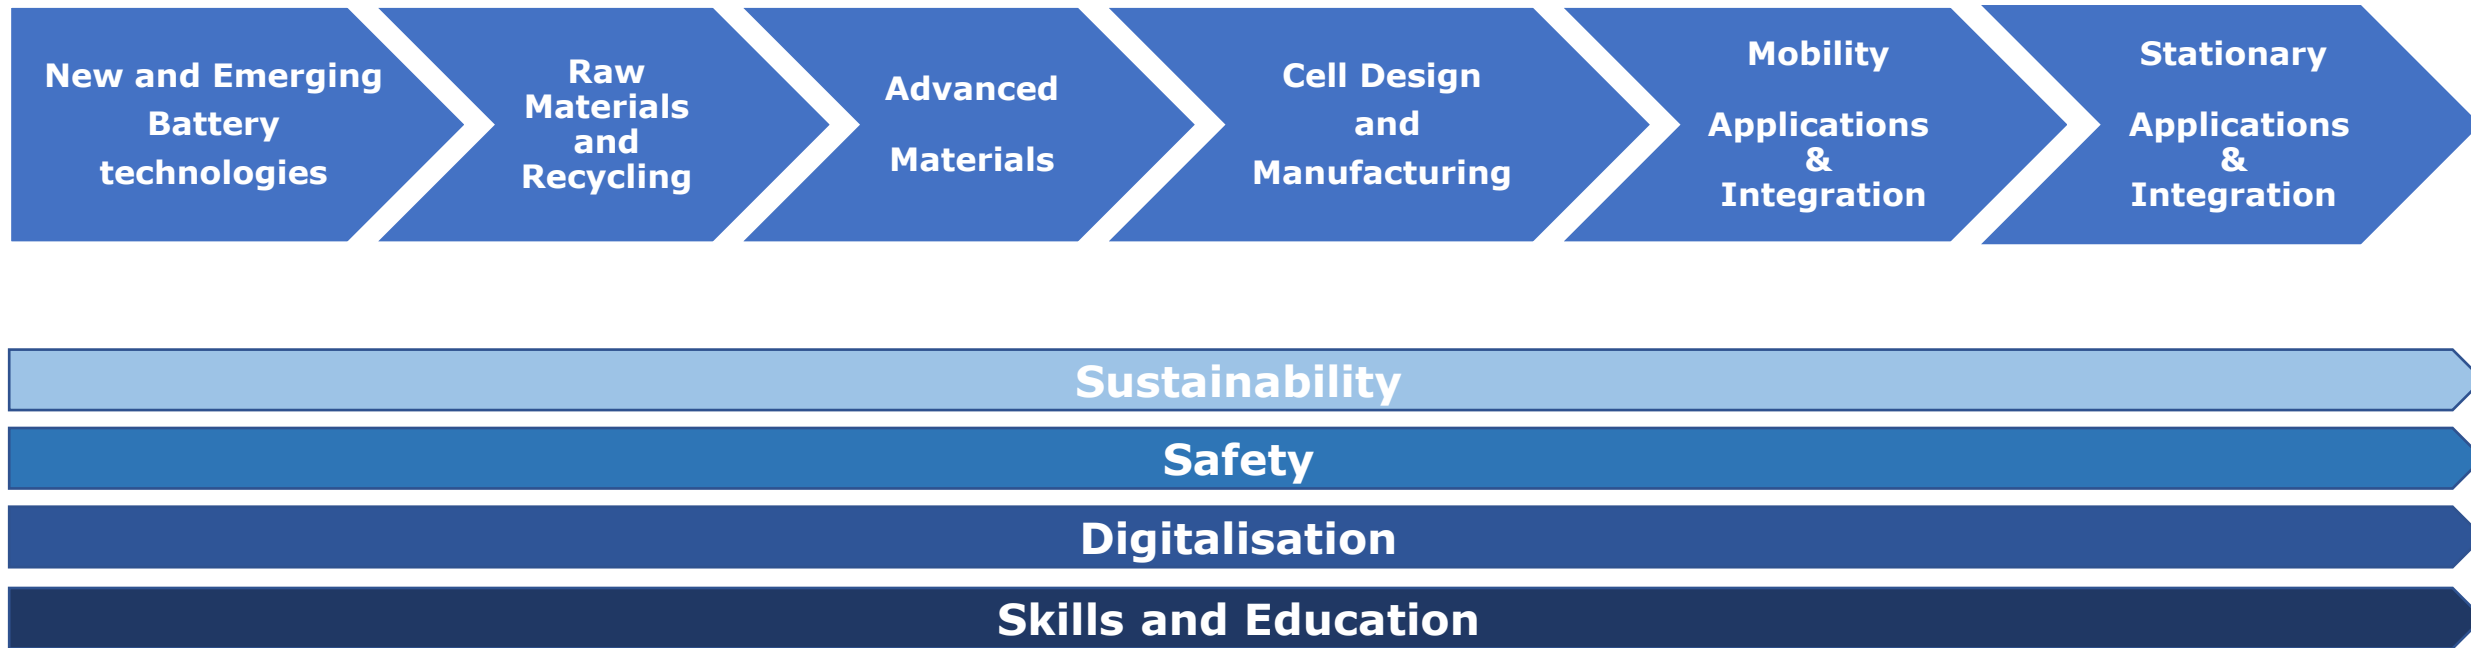 New and Emerging
Battery
technologies
Raw
Materials
and
Recycling
Advanced
Materials
Cell Design
and
Manufacturing
Mobility
Applications
&
Integration
Stationary
Applications
&
Integration
Sustainability
Safety
Digitalisation
Skills and Education